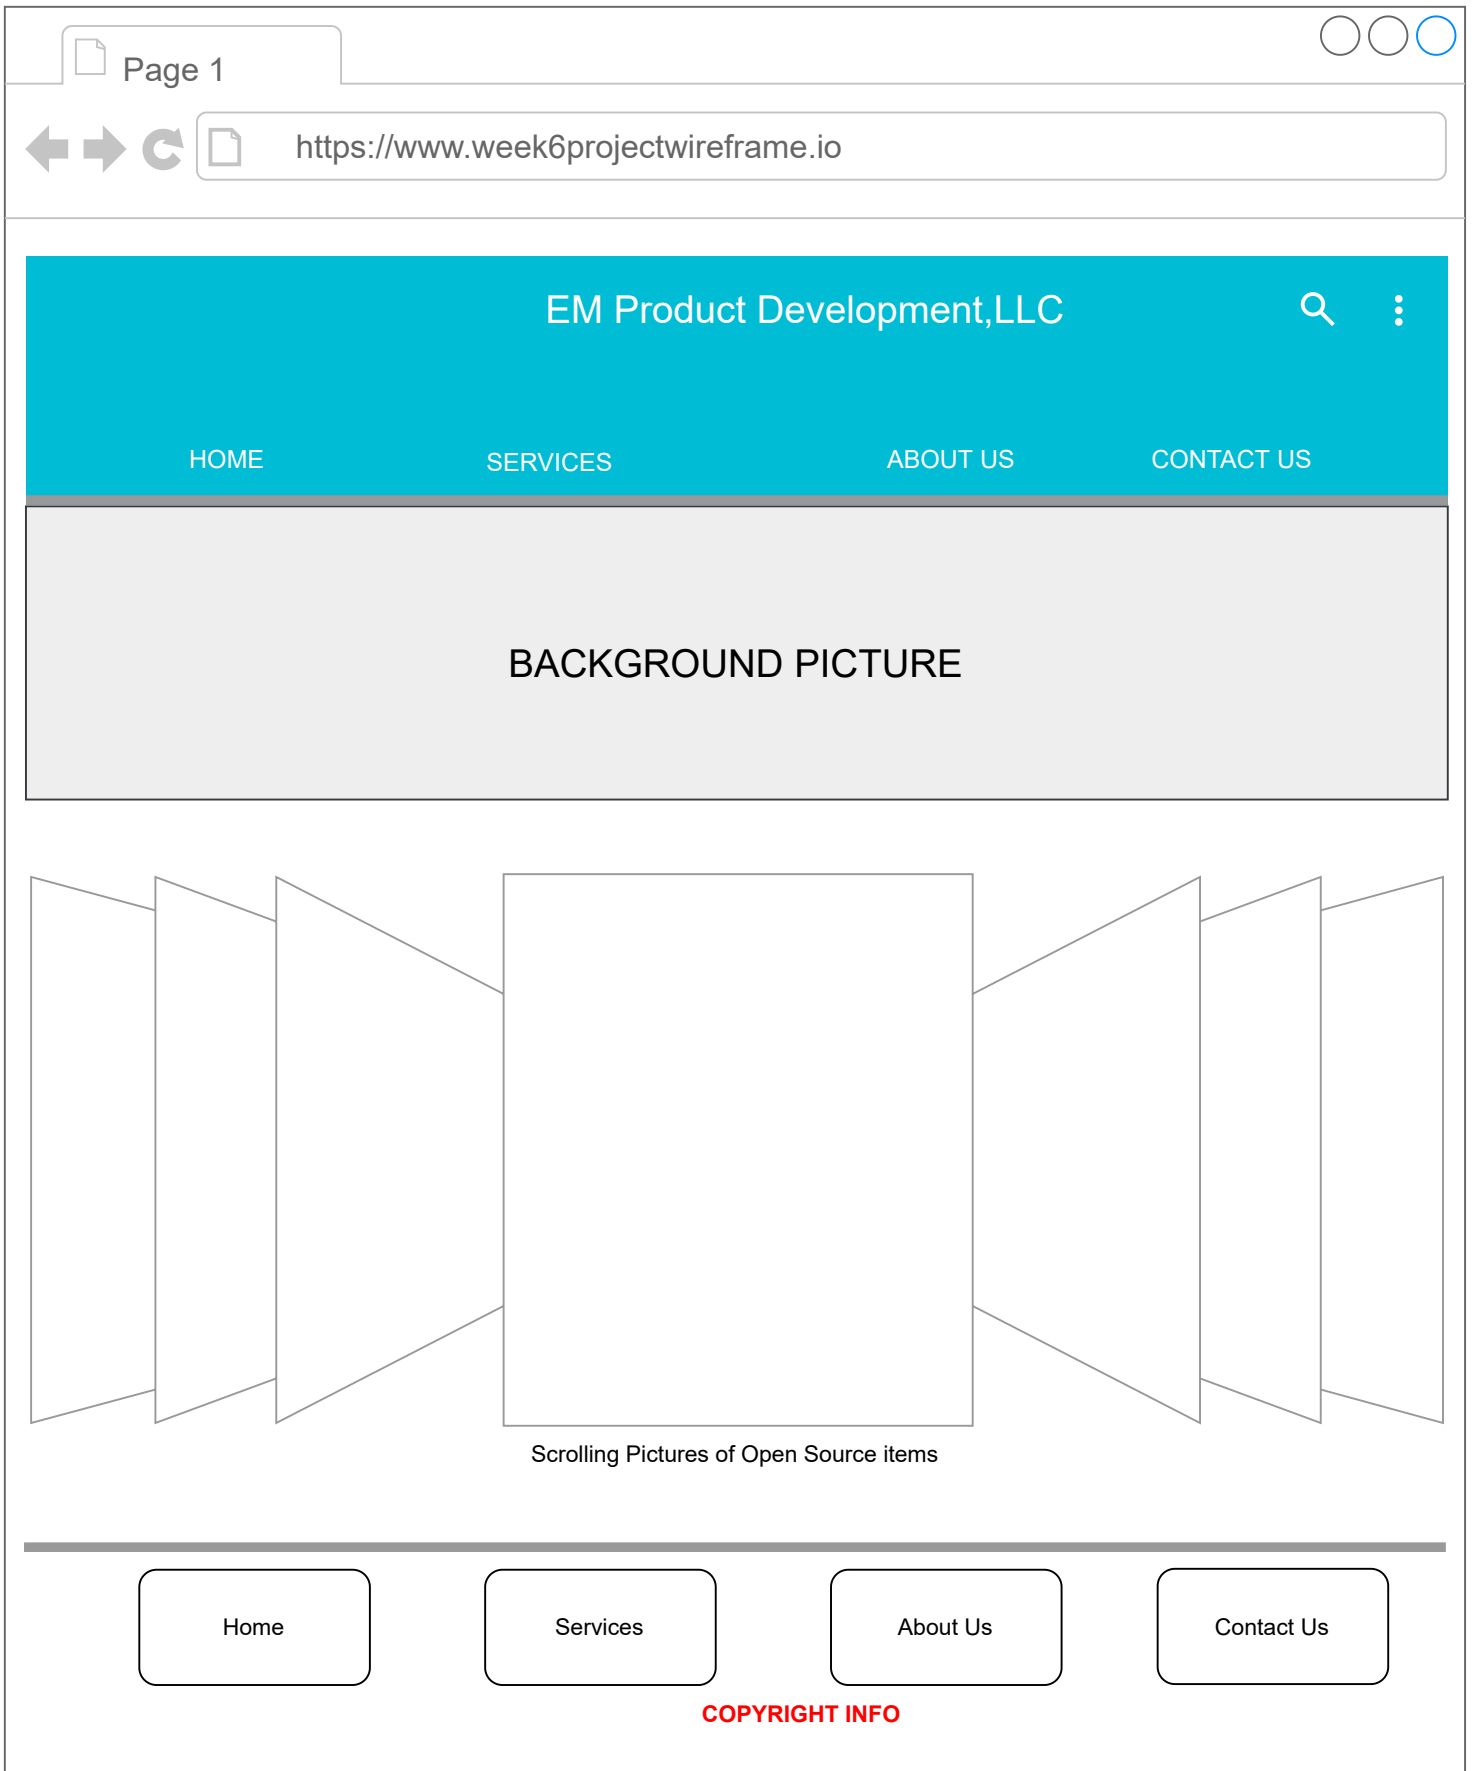 Page 1
https://www.week6projectwireframe.io
EM Product Development,LLC
HOME SERVICES ABOUT US CONTACT US
BACKGROUND PICTURE
Scrolling Pictures of Open Source items
Home Services About Us Contact Us
COPYRIGHT INFO